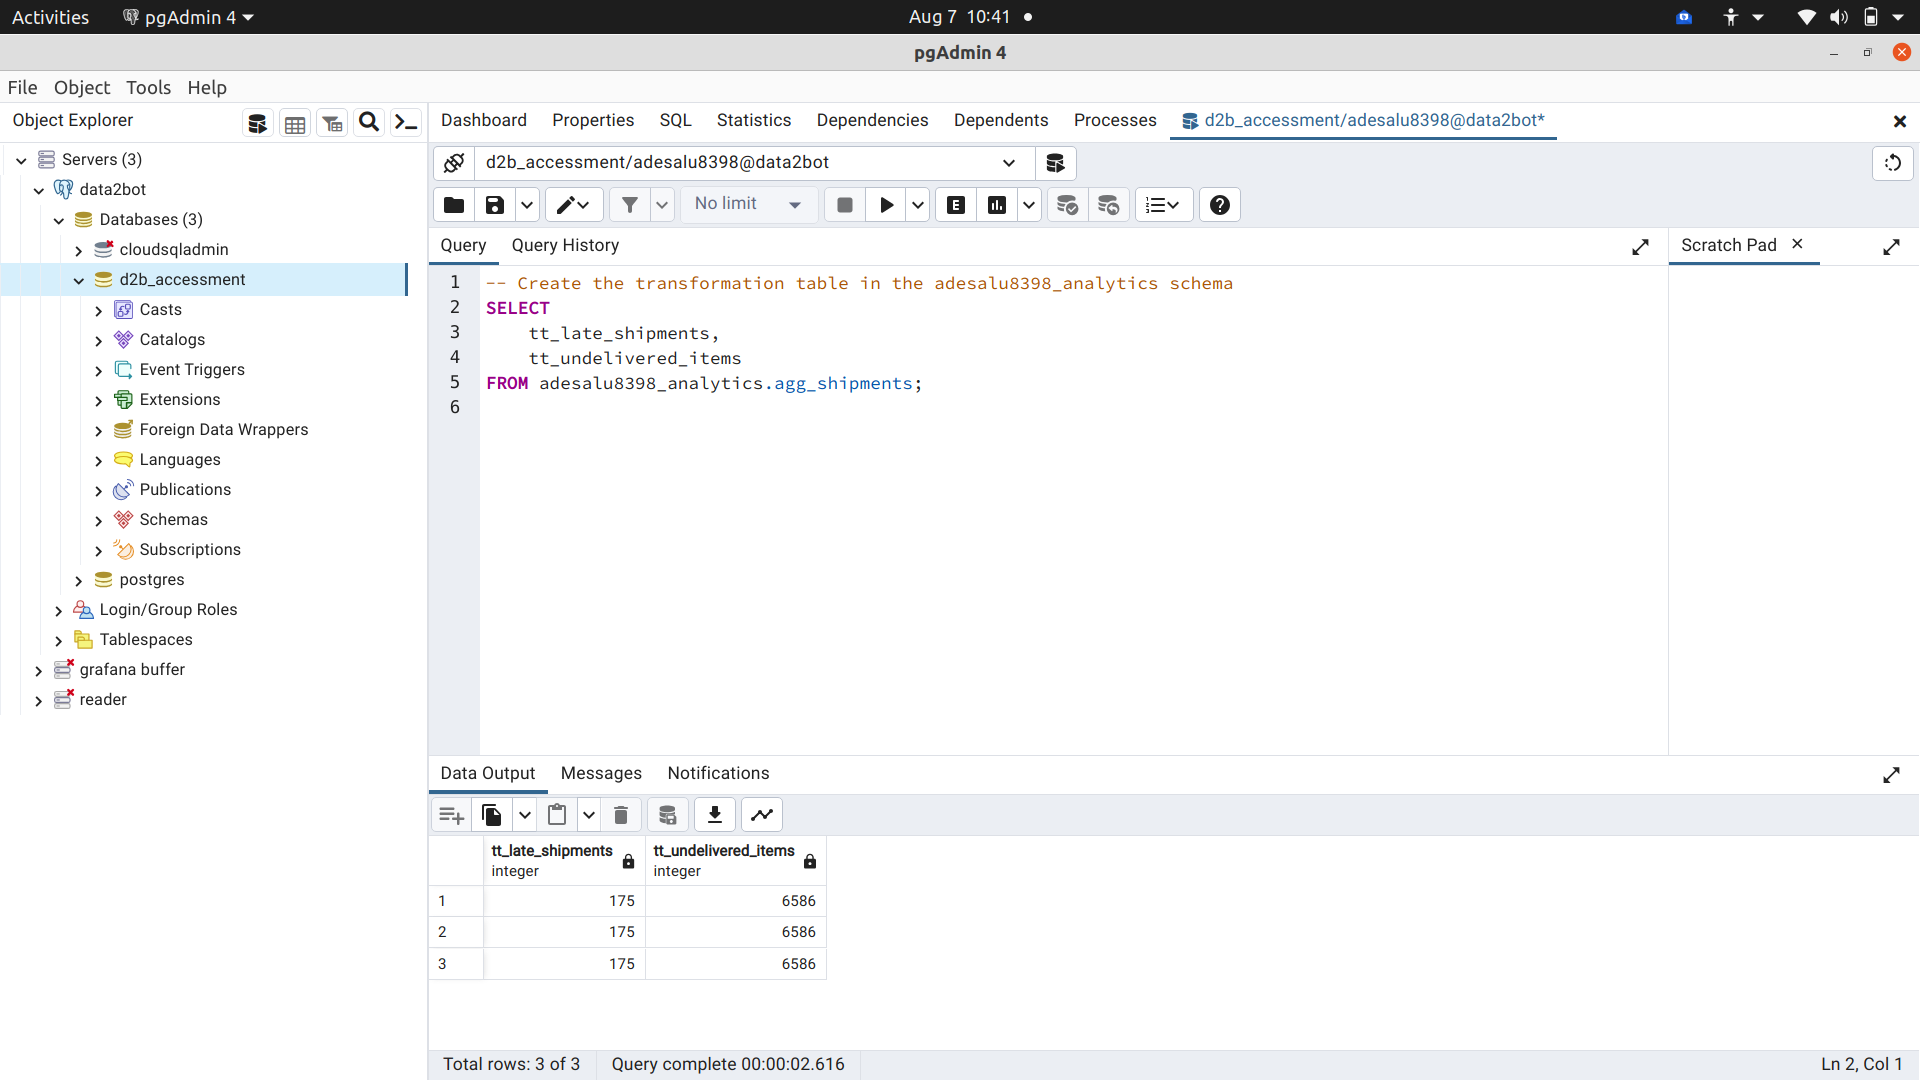 Activities pgAdmin 4 Aug 7 10:41
pgAdmin 4
File Object Tools Help
Object Explorer
Dashboard Properties SQL Statistics Dependencies Dependents Processes d2b_accessment/adesalu8398@data2bot*
Servers (3)
data2bot
Databases (3)
cloudsqladmin
d2b_accessment
Casts
Catalogs
Event Triggers
Extensions
Foreign Data Wrappers
Languages
Publications
Schemas
Subscriptions
postgres
Login/Group Roles
Tablespaces
grafana buffer
reader
d2b_accessment/adesalu8398@data2bot
No limit
E
Query Query History
Scratch Pad
1 -- Create the transformation table in the adesalu8398_analytics schema
2 SELECT
3 tt_late_shipments,
4 tt_undelivered_items
5 FROM adesalu8398_analytics.agg_shipments;
6
Data Output Messages Notifications
tt_late_shipments tt_undelivered_items
integer integer
1 175 6586
2 175 6586
3 175 6586
Total rows: 3 of 3 Query complete 00:00:02.616 Ln 2, Col 1